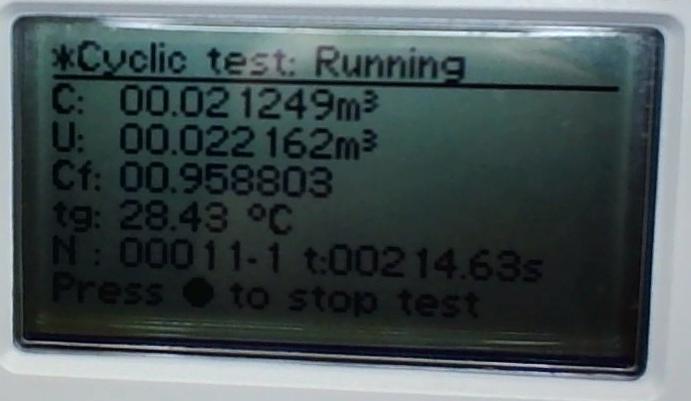 *Cyclic test: Running
C: 00.021249m³
U: 00.022162m³
Cf: 00.958803
tg: 28.43 °C
N : 00011-1 t:00214.63s
Press ● to stop test